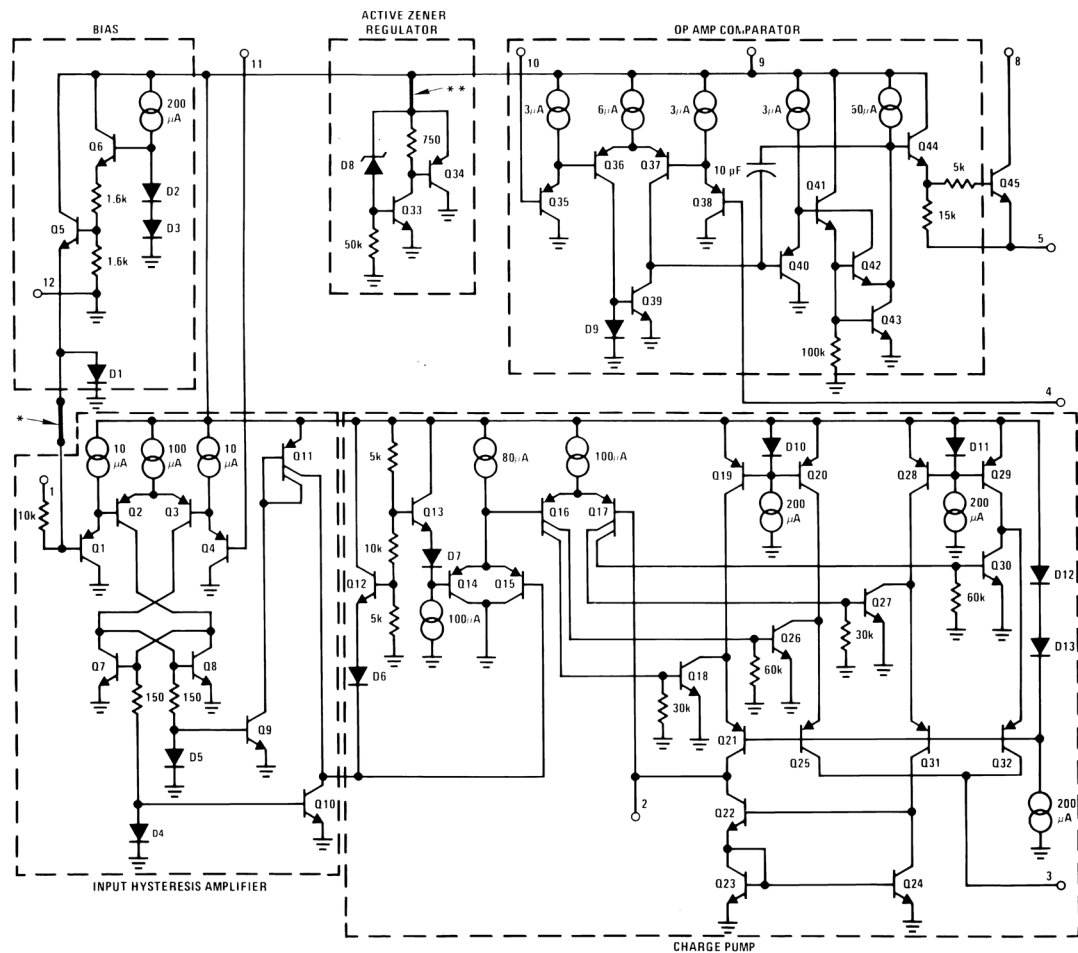 BIAS
ACTIVE ZENER
REGULATOR
OP AMP COMPARATOR
11
10
9
8
200
μA
Q6
1.6k
Q5
1.6k
D2
D3
12
D1
*
**
D8
750
Q34
Q33
50k
3μA
6μA
3μA
3μA
50μA
Q36
Q37
10 pF
Q35
Q38
Q44
5k
Q45
15k
Q41
Q40
Q42
Q43
5
Q39
D9
100k
4
10
μA
100
μA
10
μA
Q11
1
10k
Q2
Q3
Q1
Q4
Q7
Q8
150
150
Q9
D5
Q10
D4
INPUT HYSTERESIS AMPLIFIER
5k
80μA
100μA
Q13
Q16
Q17
10k
D7
Q12
Q14
Q15
5k
100μA
D6
Q19
D10
Q20
200
μA
Q28
D11
Q29
200
μA
Q30
60k
D12
D13
Q27
30k
Q26
60k
Q18
30k
Q21
Q25
Q31
Q32
2
Q22
200
μA
Q23
Q24
3
CHARGE PUMP